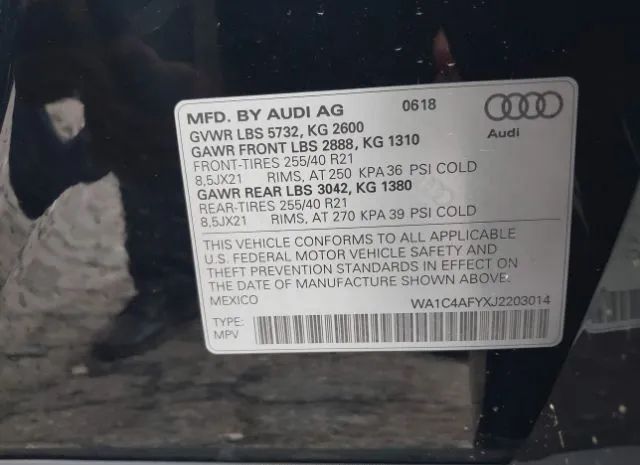 MFD. BY AUDI AG 0618
GVWR LBS 5732, KG 2600
GAWR FRONT LBS 2888, KG 1310
FRONT-TIRES 255/40 R21
8,5JX21 RIMS, AT 250 KPA 36 PSI COLD
GAWR REAR LBS 3042, KG 1380
REAR-TIRES 255/40 R21
8,5JX21 RIMS, AT 270 KPA 39 PSI COLD
Audi
THIS VEHICLE CONFORMS TO ALL APPLICABLE
U.S. FEDERAL MOTOR VEHICLE SAFETY AND
THEFT PREVENTION STANDARDS IN EFFECT ON
THE DATE OF MANUFACTURE SHOWN ABOVE.
MEXICO WA1C4AFYXJ2203014
TYPE:
MPV